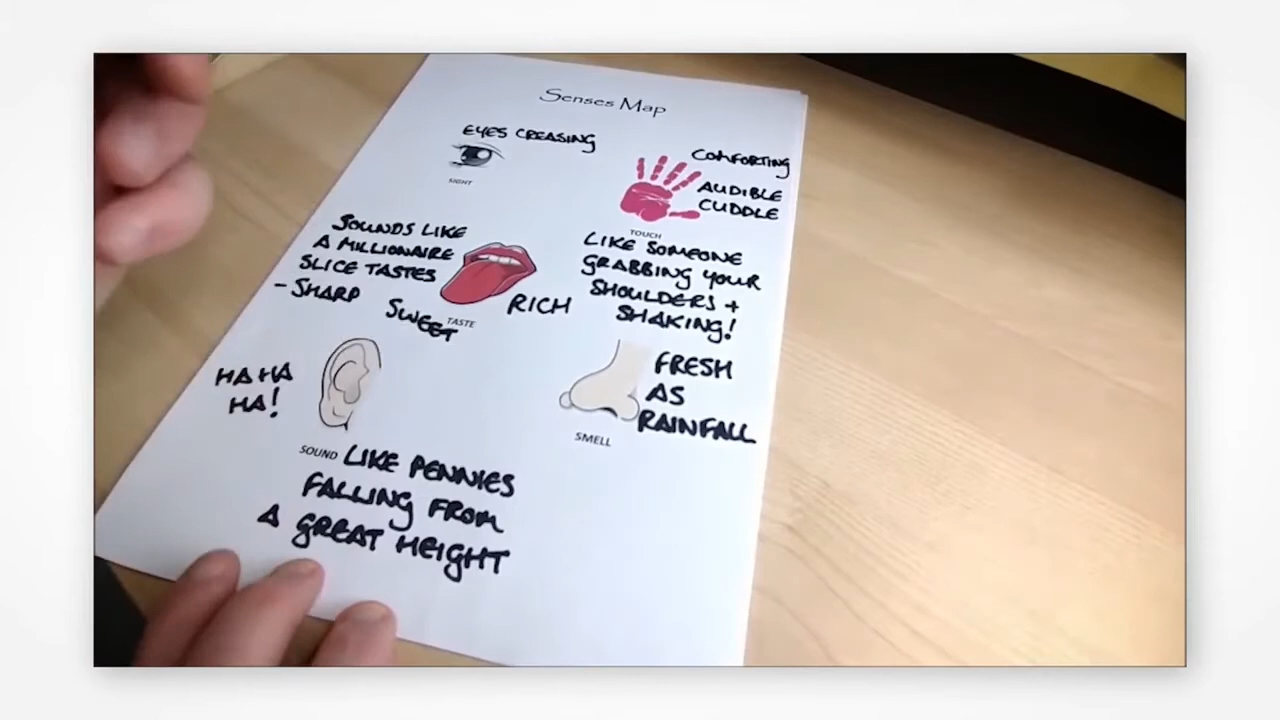 Senses Map
EYES CREASING
SIGHT
COMFORTING
AUDIBLE
CUDDLE
TOUCH
LIKE SOMEONE
GRABBING YOUR
SHOULDERS +
SHAKING!
SOUNDS LIKE
A MILLIONAIRE
SLICE TASTES
- SHARP
SWEET
RICH
TASTE
HA HA
HA!
SOUND
LIKE PENNIES
FALLING FROM
A GREAT HEIGHT
FRESH
AS
RAINFALL
SMELL